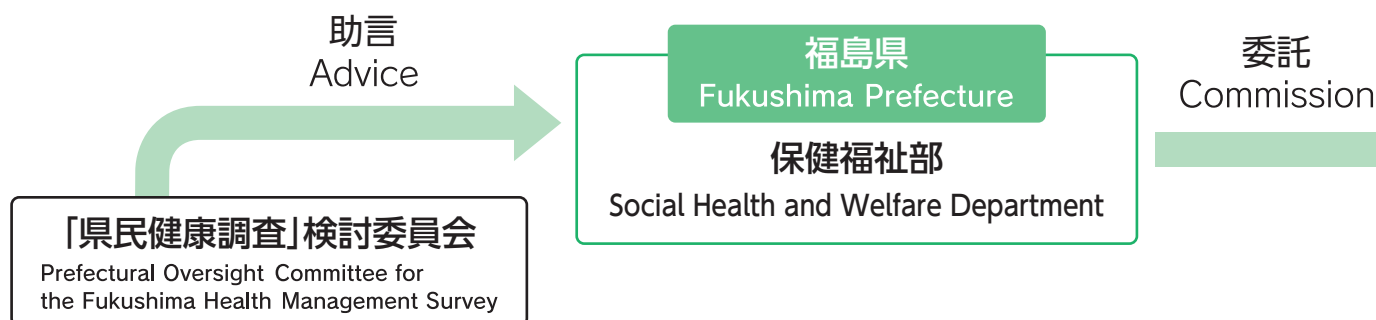 助言
Advice
福島県
Fukushima Prefecture
保健福祉部
Social Health and Welfare Department
委託
Commission
「県民健康調査」検討委員会
Prefectural Oversight Committee for
the Fukushima Health Management Survey